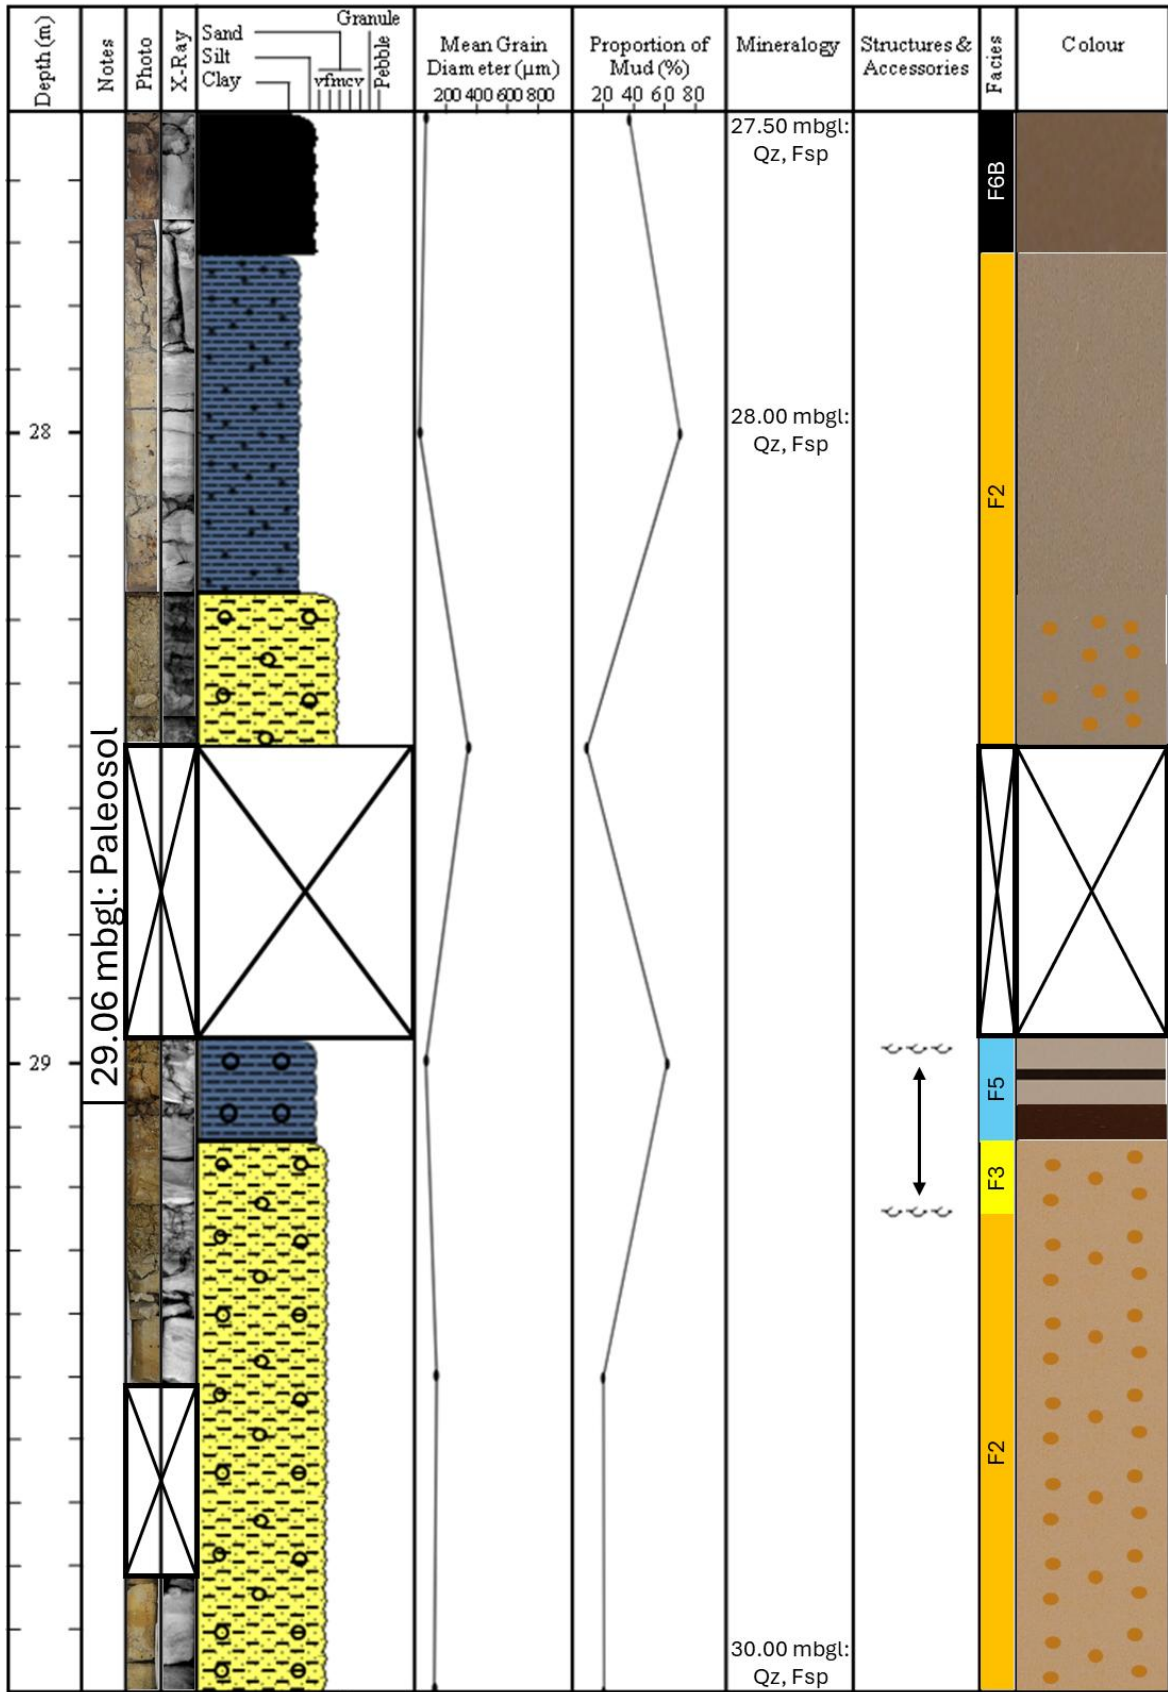 Depth (m)
Notes
Photo
X-Ray
Sand
Silt
Clay
Granule
Pebble
vfmcv
Mean Grain
Diameter (μm)
200 400 600 800
Proportion of
Mud (%)
20 40 60 80
Mineralogy
Structures &
Accessories
Facies
Colour
27.50 mbgl:
Qz, Fsp
F6B
28
28.00 mbgl:
Qz, Fsp
F2
29.06 mbgl: Paleosol
29
F5
F3
F2
30.00 mbgl:
Qz, Fsp